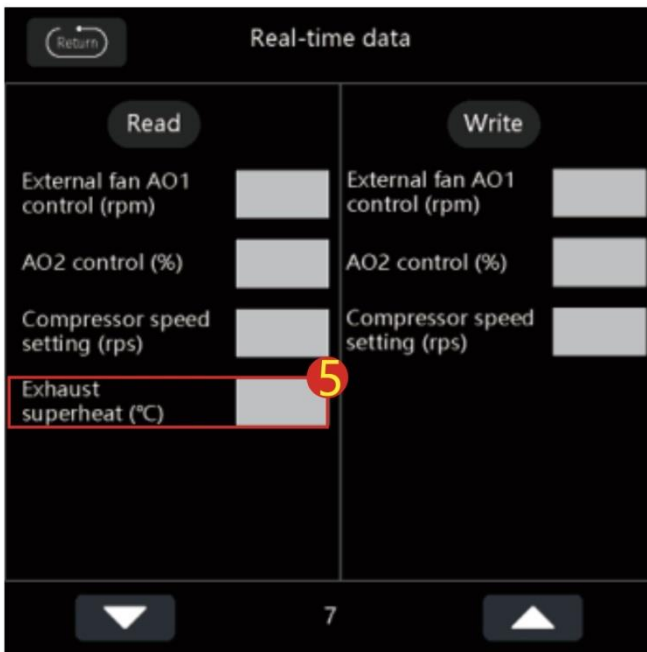 Return
Real-time data
Read
External fan AO1
control (rpm)
AO2 control (%)
Compressor speed
setting (rps)
Exhaust
superheat (℃)
5
Write
External fan AO1
control (rpm)
AO2 control (%)
Compressor speed
setting (rps)
7